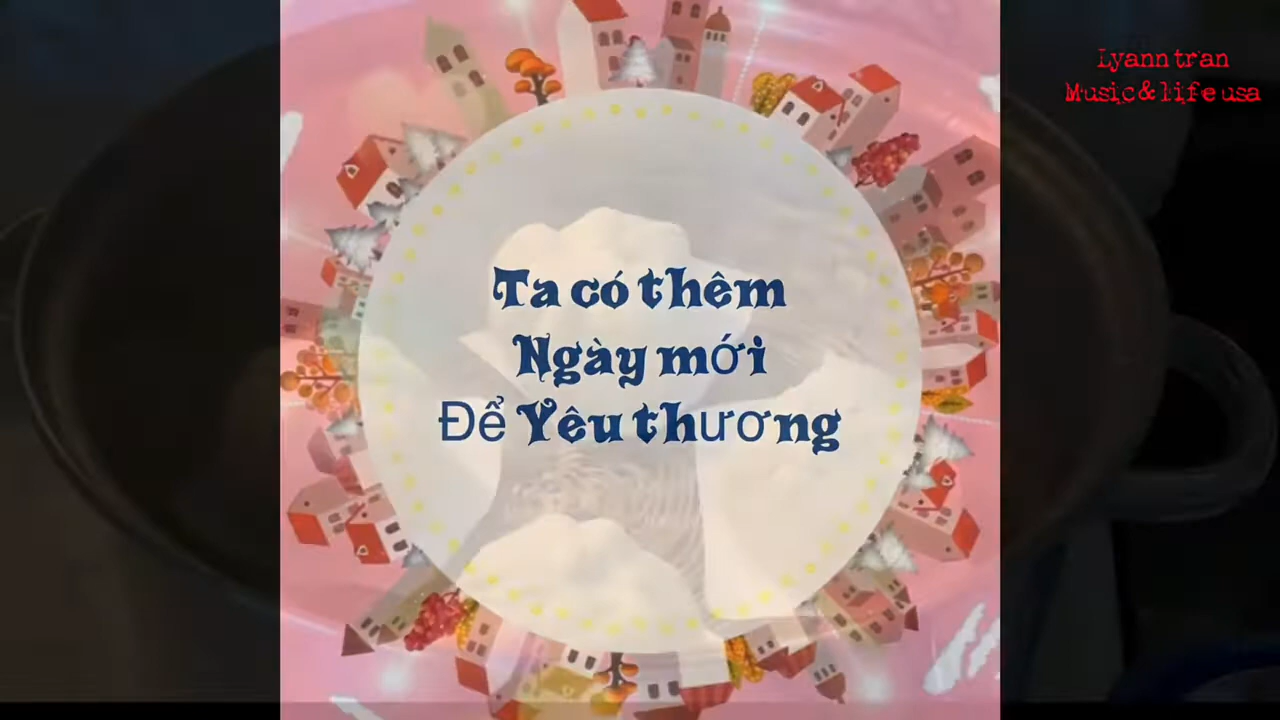 Lyann tran
Music & life usa
Ta có thêm
Ngày mới
Để Yêu thương